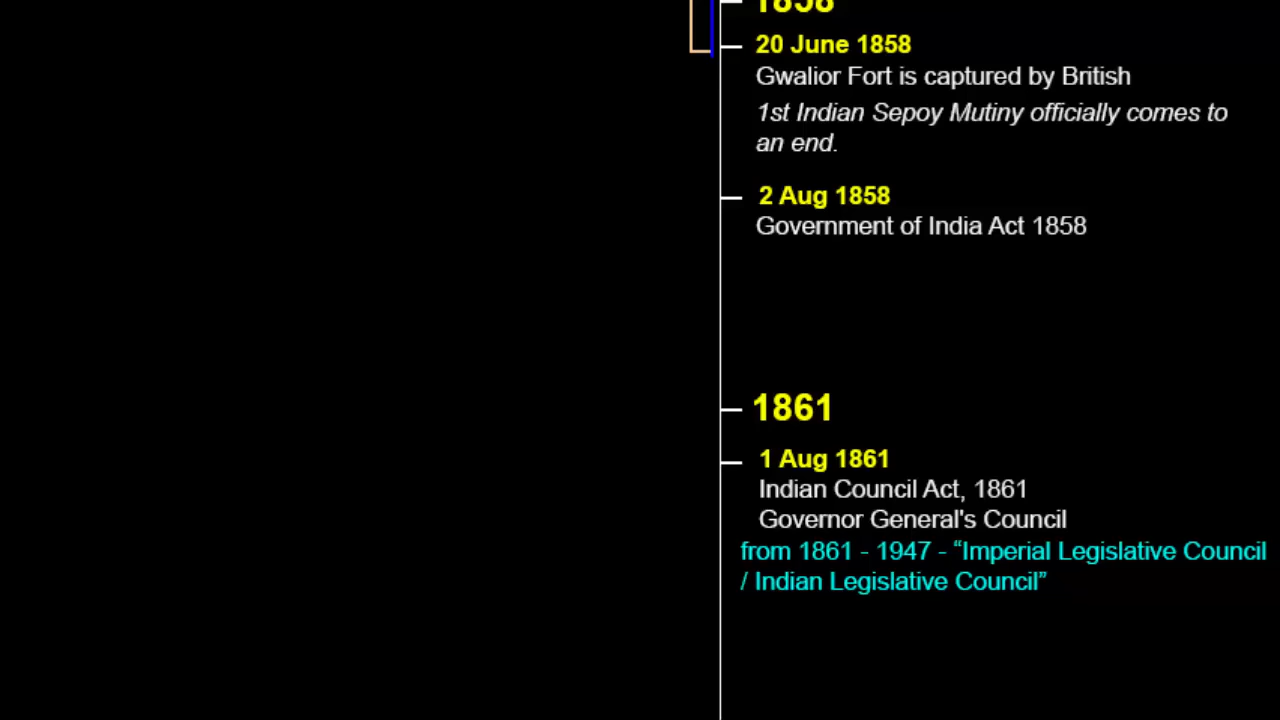 1858
20 June 1858
Gwalior Fort is captured by British
1st Indian Sepoy Mutiny officially comes to
an end.
2 Aug 1858
Government of India Act 1858
1861
1 Aug 1861
Indian Council Act, 1861
Governor General's Council
from 1861 - 1947 - “Imperial Legislative Council
/ Indian Legislative Council”